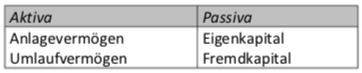 Aktiva Passiva
Anlagevermögen Eigenkapital
Umlaufvermögen Fremdkapital